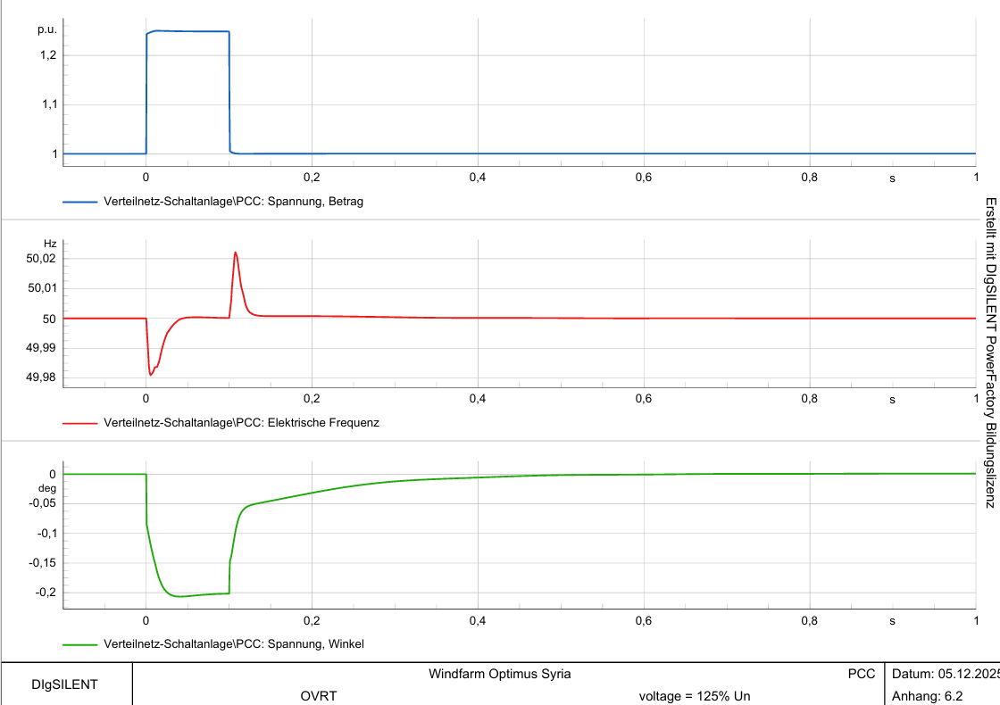 p.u.
1,2
1,1
1
0 0,2 0,4 0,6 0,8 s 1
Verteilnetz-Schaltanlage\PCC: Spannung, Betrag
Hz
50,02
50,01
50
49,99
49,98
0 0,2 0,4 0,6 0,8 s 1
Verteilnetz-Schaltanlage\PCC: Elektrische Frequenz
0
deg
-0,05
-0,1
-0,15
-0,2
0 0,2 0,4 0,6 0,8 s 1
Verteilnetz-Schaltanlage\PCC: Spannung, Winkel
Erstellt mit DIgSILENT PowerFactory Bildungslizenz
DIgSILENT
Windfarm Optimus Syria PCC
OVRT voltage = 125% Un
Datum: 05.12.2025
Anhang: 6.2